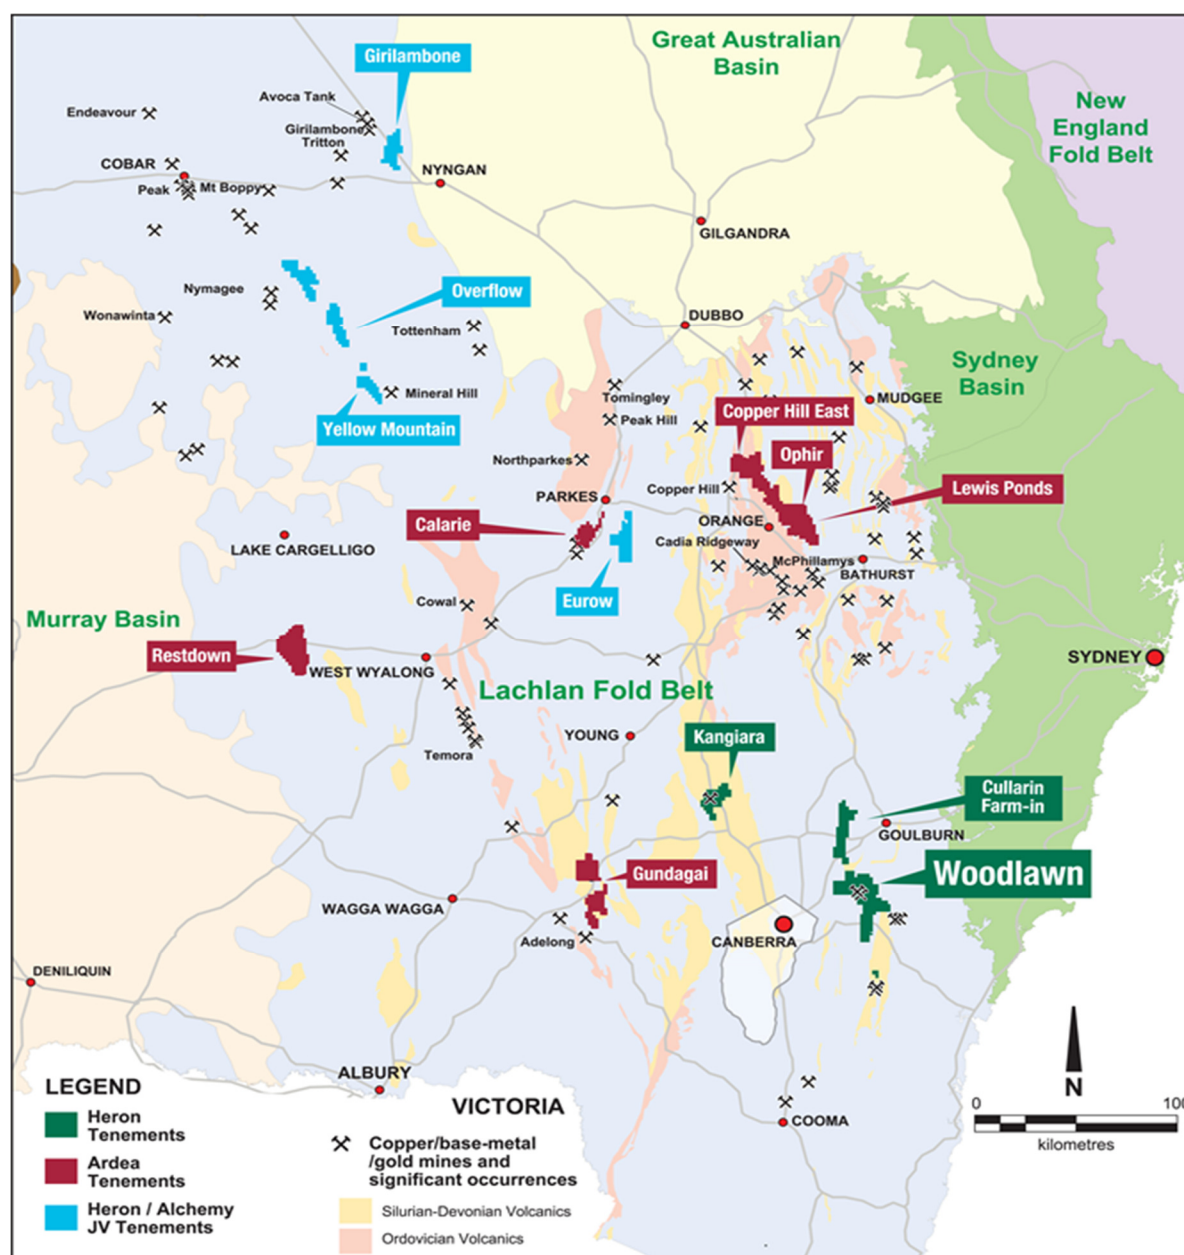 Girilambone
Great Australian
Basin
New
England
Fold Belt
Endeavour
Avoca Tank
Girilambone
Tritton
COBAR
NYNGAN
Peak
Mt Boppy
GILGANDRA
Nymagee
Overflow
Wonawinta
Tottenham
DUBBO
Sydney
Basin
Mineral Hill
Tomingley
MUDGEE
Yellow Mountain
Peak Hill
Copper Hill East
Ophir
Northparkes
Copper Hill
Lewis Ponds
PARKES
Calarie
ORANGE
Cadia Ridgeway
LAKE CARGELLIGO
McPhillamys
BATHURST
Eurow
Cowal
Murray Basin
Restdown
WEST WYALONG
SYDNEY
Lachlan Fold Belt
YOUNG
Kangiara
Temora
Cullarin
Farm-in
GOULBURN
Gundagai
Woodlawn
WAGGA WAGGA
Adelong
CANBERRA
DENILIQUIN
ALBURY
N
0
100
kilometres
COOMA
VICTORIA
LEGEND
Heron
Tenements
Ardea
Tenements
Heron / Alchemy
JV Tenements
Copper/base-metal
/gold mines and
significant occurrences
Silurian-Devonian Volcanics
Ordovician Volcanics